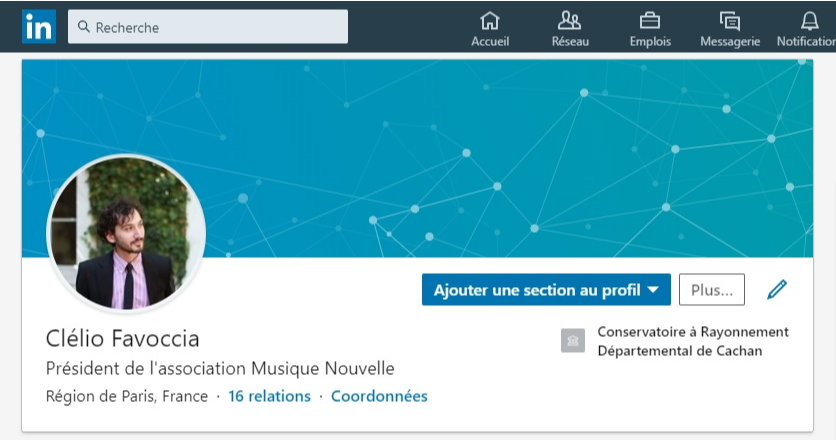 in
Recherche
Accueil
Réseau
Emplois
Messagerie
Notification
Ajouter une section au profil
Plus...
Clélio Favoccia
Conservatoire à Rayonnement
Départemental de Cachan
Président de l'association Musique Nouvelle
Région de Paris, France · 16 relations · Coordonnées